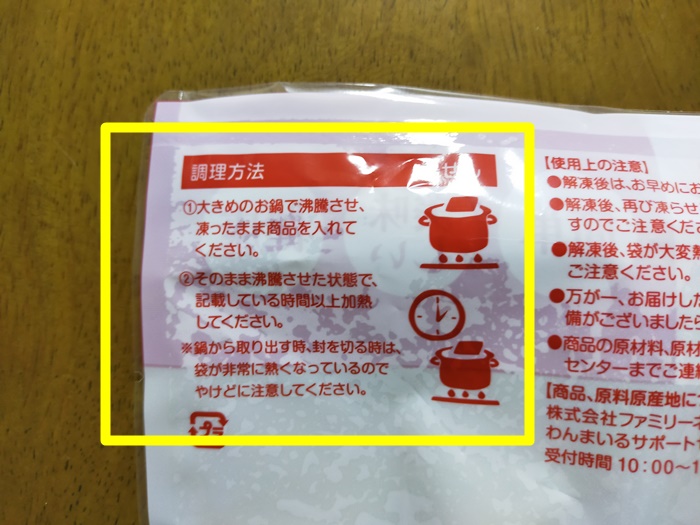 調理方法
せん
①大きめのお鍋で沸騰させ、
凍ったまま商品を入れて
ください。
②そのまま沸騰させた状態で、
記載している時間以上加熱
してください。
※鍋から取り出す時、封を切る時は、
袋が非常に熱くなっているので
やけどに注意してください。
プラ
【使用上の注意】
●解凍後は、お早めにお
●解凍後、再び凍らせ
すのでご注意くださ
●解凍後、袋が大変熱
ご注意ください。
●万が一、お届けした
備がございましたら
●商品の原材料、原材
センターまでご連絡
【商品、原料原産地に
株式会社ファミリーネ
わんまいるサポート
受付時間 10:00〜1